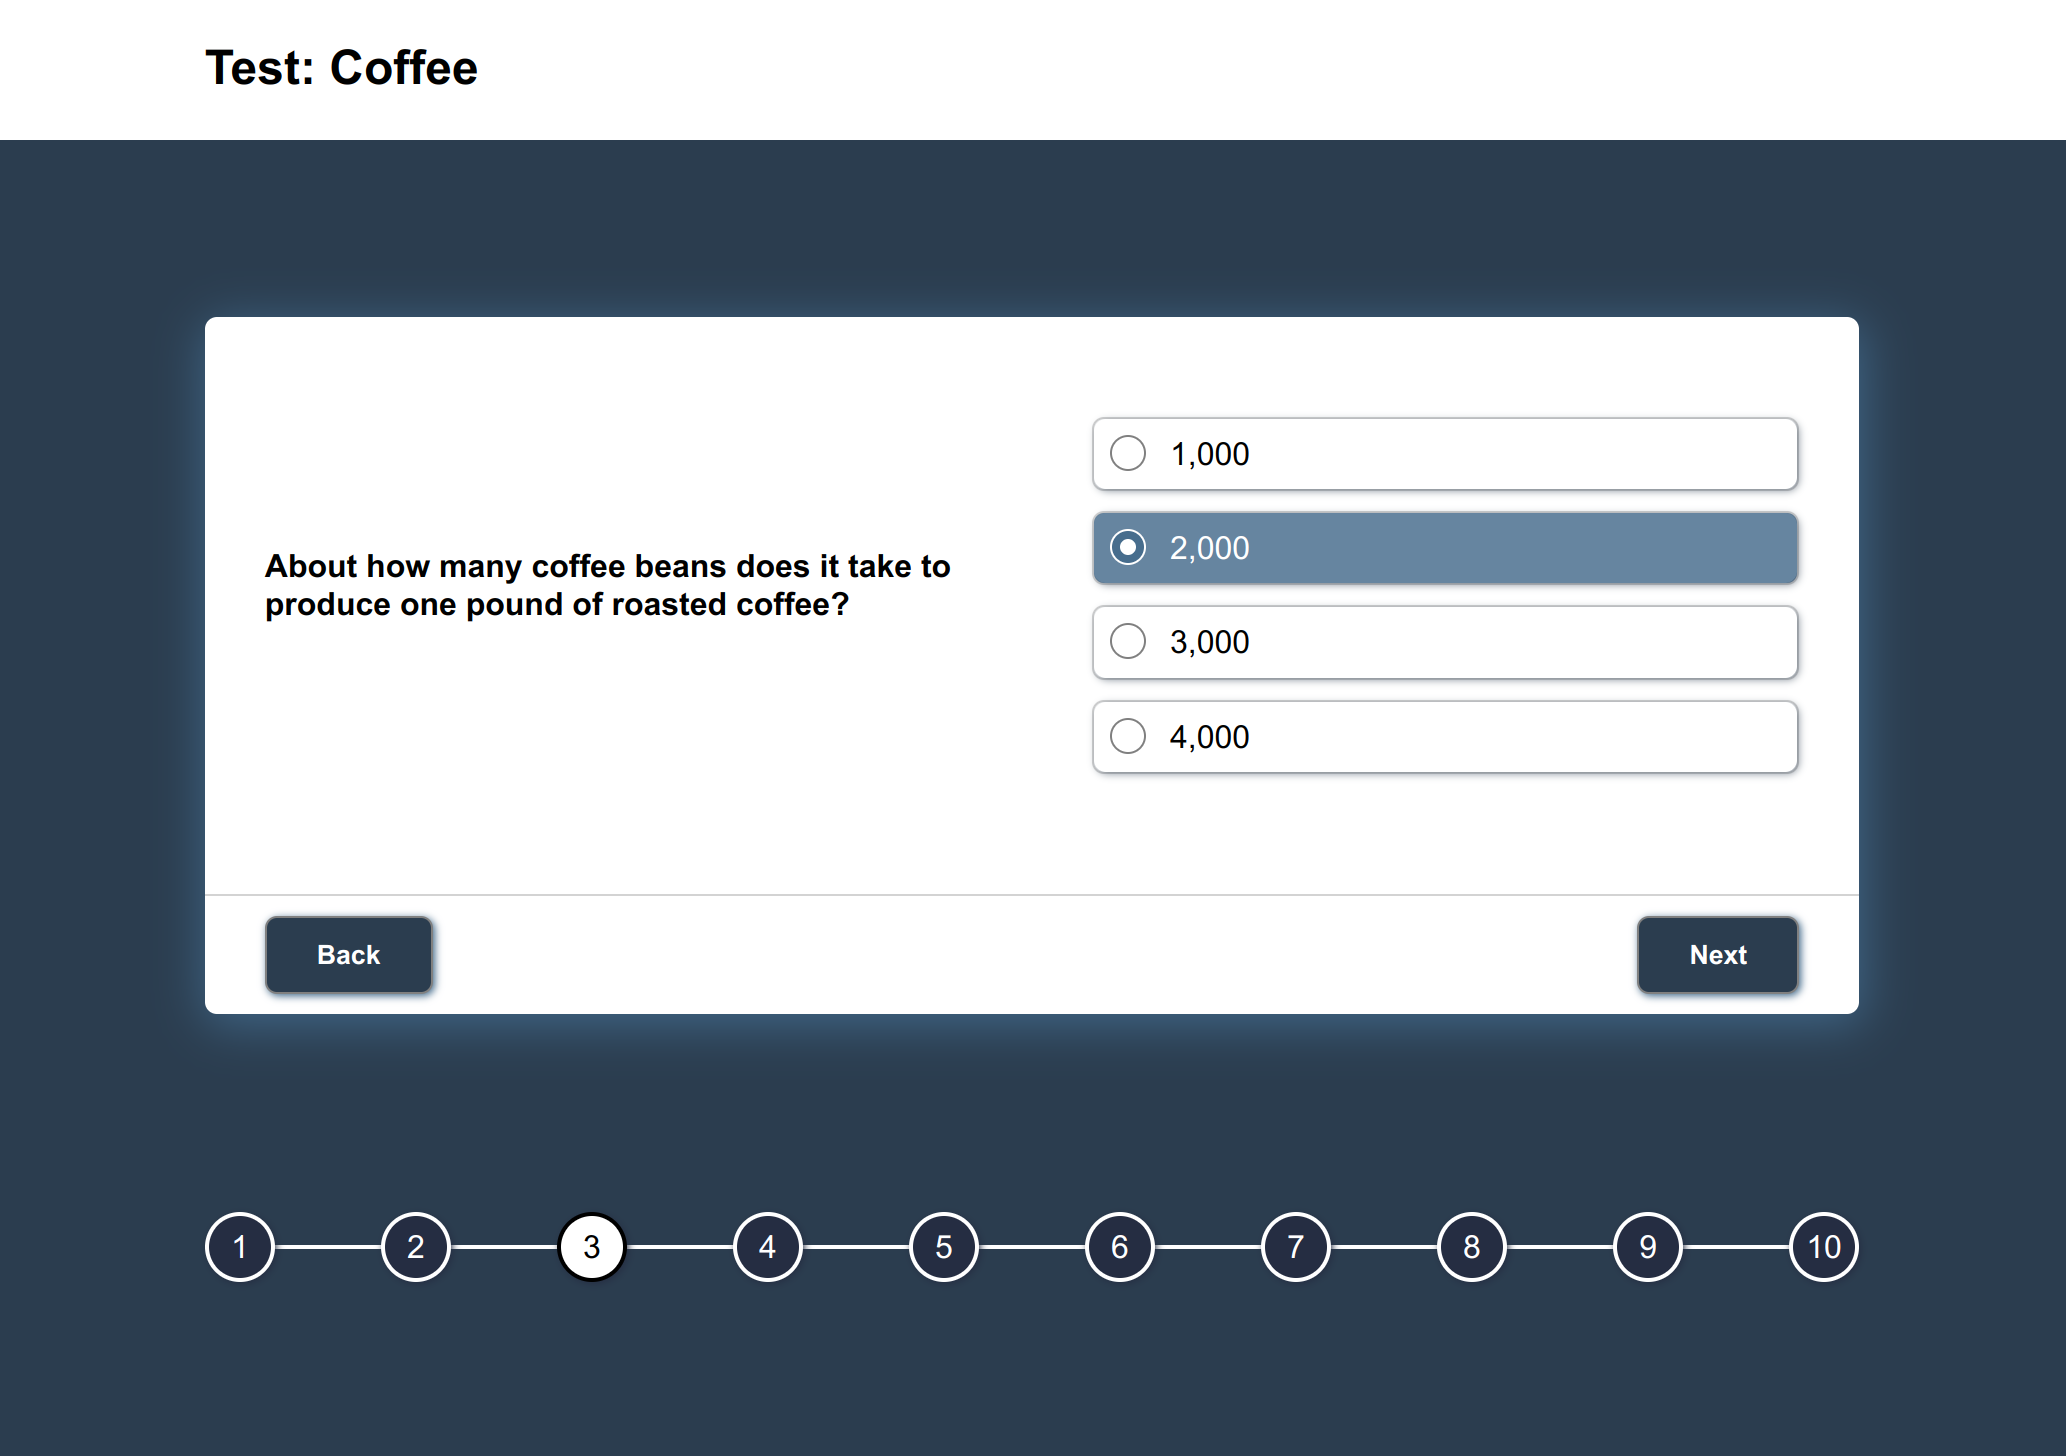 Test: Coffee
About how many coffee beans does it take to
produce one pound of roasted coffee?
1,000
2,000
3,000
4,000
Back
Next
1
2
3
4
5
6
7
8
9
10